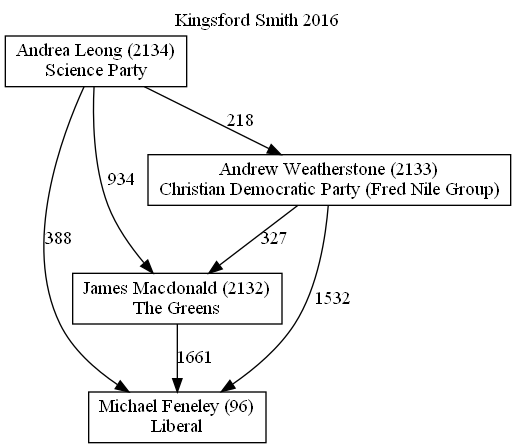 Kingsford Smith 2016
Andrea Leong (2134)
Science Party
218
Andrew Weatherstone (2133)
Christian Democratic Party (Fred Nile Group)
934
388
327
1532
James Macdonald (2132)
The Greens
1661
Michael Feneley (96)
Liberal